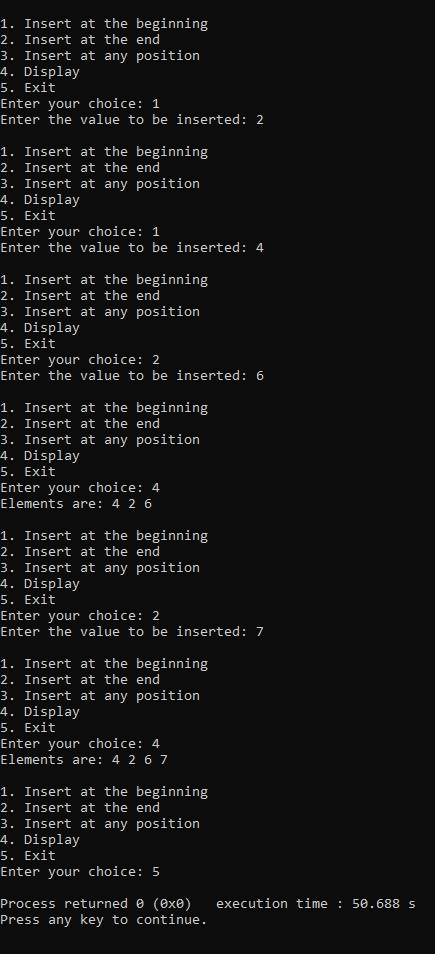 1. Insert at the beginning
2. Insert at the end
3. Insert at any position
4. Display
5. Exit
Enter your choice: 1
Enter the value to be inserted: 2
1. Insert at the beginning
2. Insert at the end
3. Insert at any position
4. Display
5. Exit
Enter your choice: 1
Enter the value to be inserted: 4
1. Insert at the beginning
2. Insert at the end
3. Insert at any position
4. Display
5. Exit
Enter your choice: 2
Enter the value to be inserted: 6
1. Insert at the beginning
2. Insert at the end
3. Insert at any position
4. Display
5. Exit
Enter your choice: 4
Elements are: 4 2 6
1. Insert at the beginning
2. Insert at the end
3. Insert at any position
4. Display
5. Exit
Enter your choice: 2
Enter the value to be inserted: 7
1. Insert at the beginning
2. Insert at the end
3. Insert at any position
4. Display
5. Exit
Enter your choice: 4
Elements are: 4 2 6 7
1. Insert at the beginning
2. Insert at the end
3. Insert at any position
4. Display
5. Exit
Enter your choice: 5
Process returned 0 (0x0)   execution time : 50.688 s
Press any key to continue.